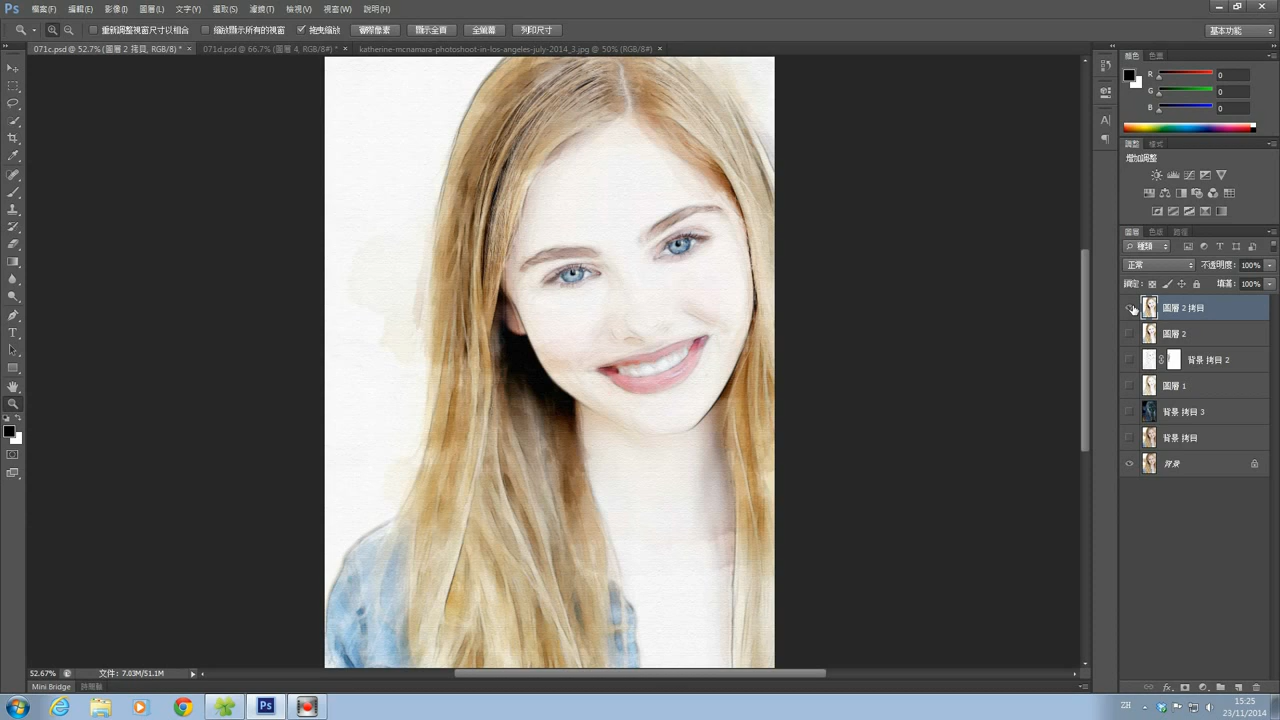 Ps 檔案(F) 編輯(E) 影像(I) 圖層(L) 文字(Y) 選取(S) 濾鏡(T) 檢視(V) 視窗(W) 說明(H)
重新調整視窗尺寸以相合 縮放顯示所有的視窗 拖曳縮放 實際像素 顯示全頁 全螢幕 列印尺寸 基本功能
071c.psd @ 52.7% (圖層 2 拷貝, RGB/8) * × 071d.psd @ 66.7% (圖層 4, RGB/8#) * × katherine-mcnamara-photoshoot-in-los-angeles-july-2014_3.jpg @ 50% (RGB/8#) ×
顏色 色票
R 0
G 0
B 0
調整 樣式
增加調整
圖層 色版 路徑
種類
正常 不透明度: 100%
鎖定: 填滿: 100%
圖層 2 拷貝
圖層 2
背景 拷貝 2
圖層 1
背景 拷貝 3
背景 拷貝
背景
52.67% 文件: 7.03M/51.1M
Mini Bridge 時間軸
ZH 15:25
23/11/2014